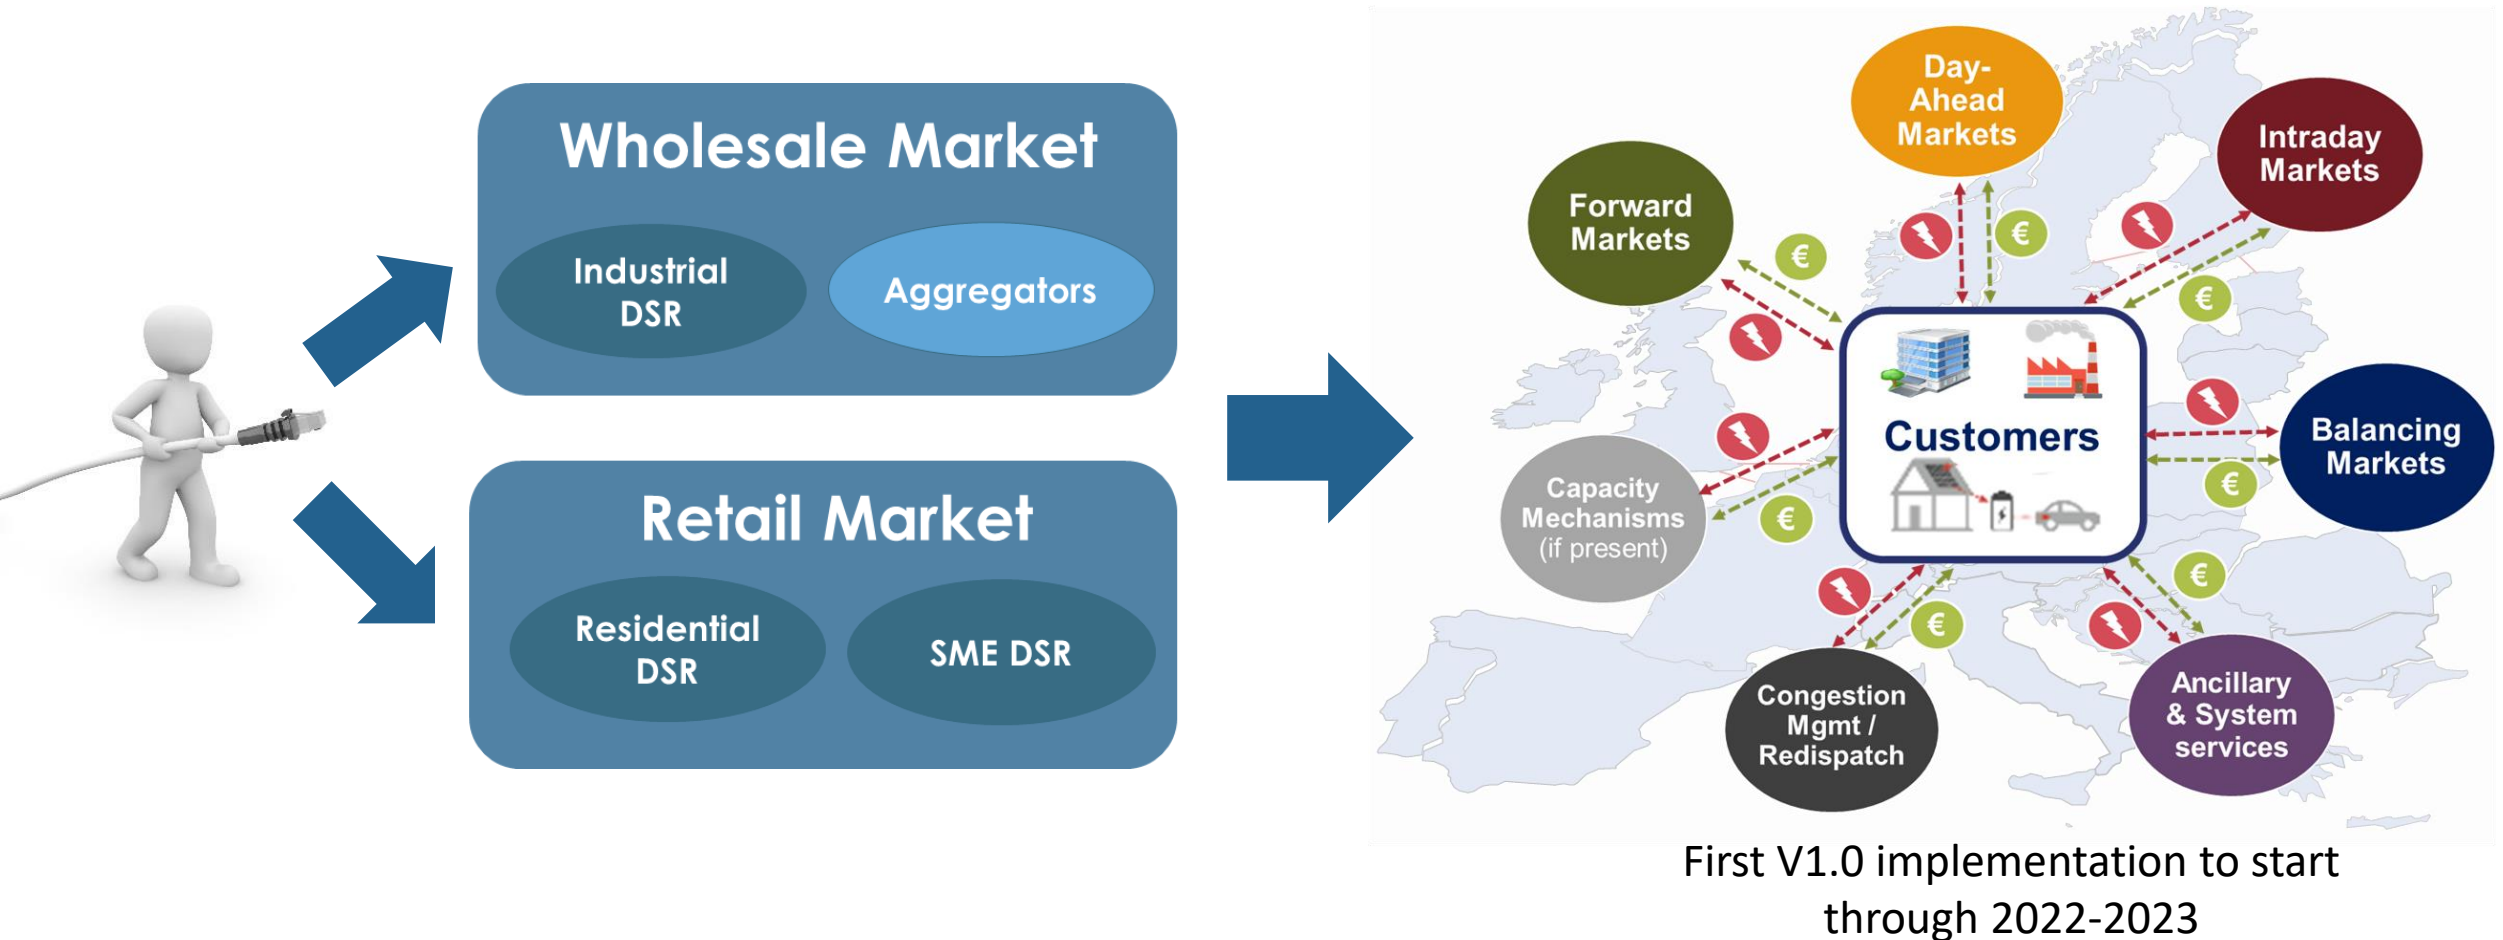 Wholesale Market
Industrial
DSR
Aggregators
Retail Market
Residential
DSR
SME DSR
Day-
Ahead
Markets
Intraday
Markets
Forward
Markets
€
€
€
Customers
Balancing
Markets
€
Capacity
Mechanisms
(if present)
€
€
€
Congestion
Mgmt /
Redispatch
Ancillary
& System
services
First V1.0 implementation to start
through 2022-2023